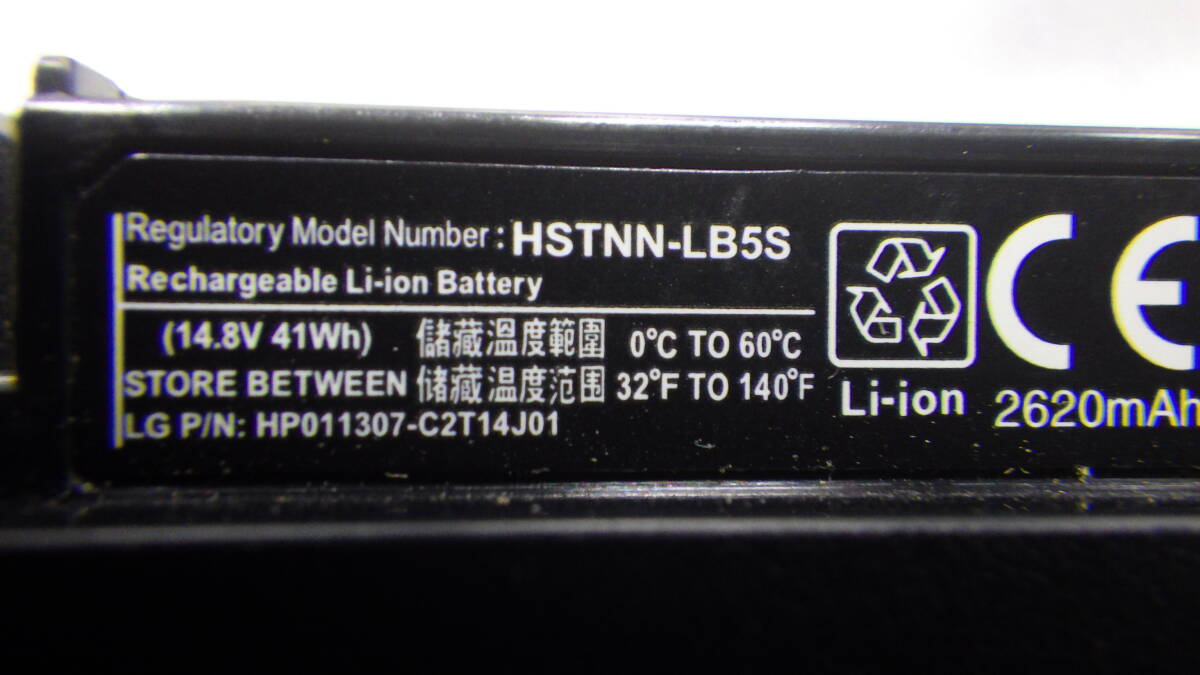 Regulatory Model Number: HSTNN-LB5S
Rechargeable Li-ion Battery
(14.8V 41Wh) 儲藏溫度範圍 0°C TO 60°C
STORE BETWEEN 储藏温度范围 32°F TO 140°F
LG P/N: HP011307-C2T14J01
CE
Li-ion
2620mAh